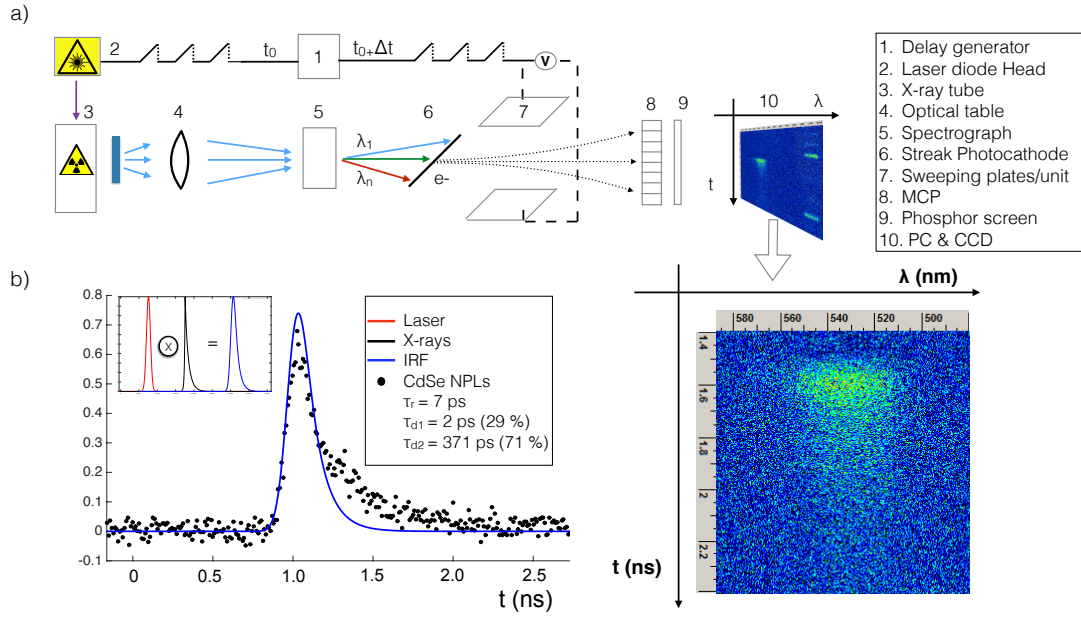 a)
2
t0
1
t0+Δt
V
3
4
5
6
7
8
9
10
λ
λ1
λn
e-
t
1. Delay generator
2. Laser diode Head
3. X-ray tube
4. Optical table
5. Spectrograph
6. Streak Photocathode
7. Sweeping plates/unit
8. MCP
9. Phosphor screen
10. PC & CCD
b)
0.8
0.7
0.6
0.5
0.4
0.3
0.2
0.1
0
-0.1
0
0.5
1.0
1.5
2.0
2.5
t (ns)
x
=
Laser
X-rays
IRF
CdSe NPLs
τr = 7 ps
τd1 = 2 ps (29 %)
τd2 = 371 ps (71 %)
λ (nm)
580
560
540
520
500
1.4
1.6
1.8
2
2.2
t (ns)